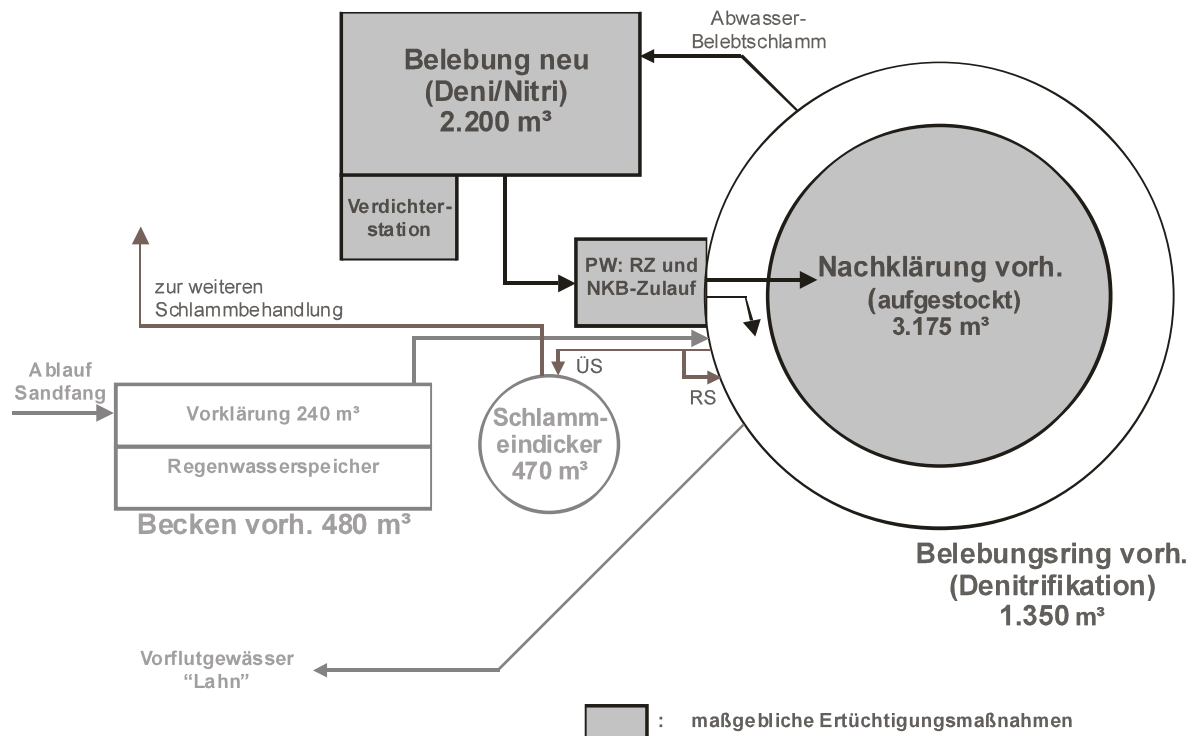 Abwasser-
Belebtschlamm
Belebung neu
(Deni/Nitri)
2.200 m³
Verdichter-
station
PW: RZ und
NKB-Zulauf
Nachklärung vorh.
(aufgestockt)
3.175 m³
zur weiteren
Schlammbehandlung
Ablauf
Sandfang
ÜS
RS
Vorklärung 240 m³
Regenwasserspeicher
Becken vorh. 480 m³
Schlamm-
eindicker
470 m³
Belebungsring vorh.
(Denitrifikation)
1.350 m³
Vorflutgewässer
“Lahn”
: maßgebliche Ertüchtigungsmaßnahmen